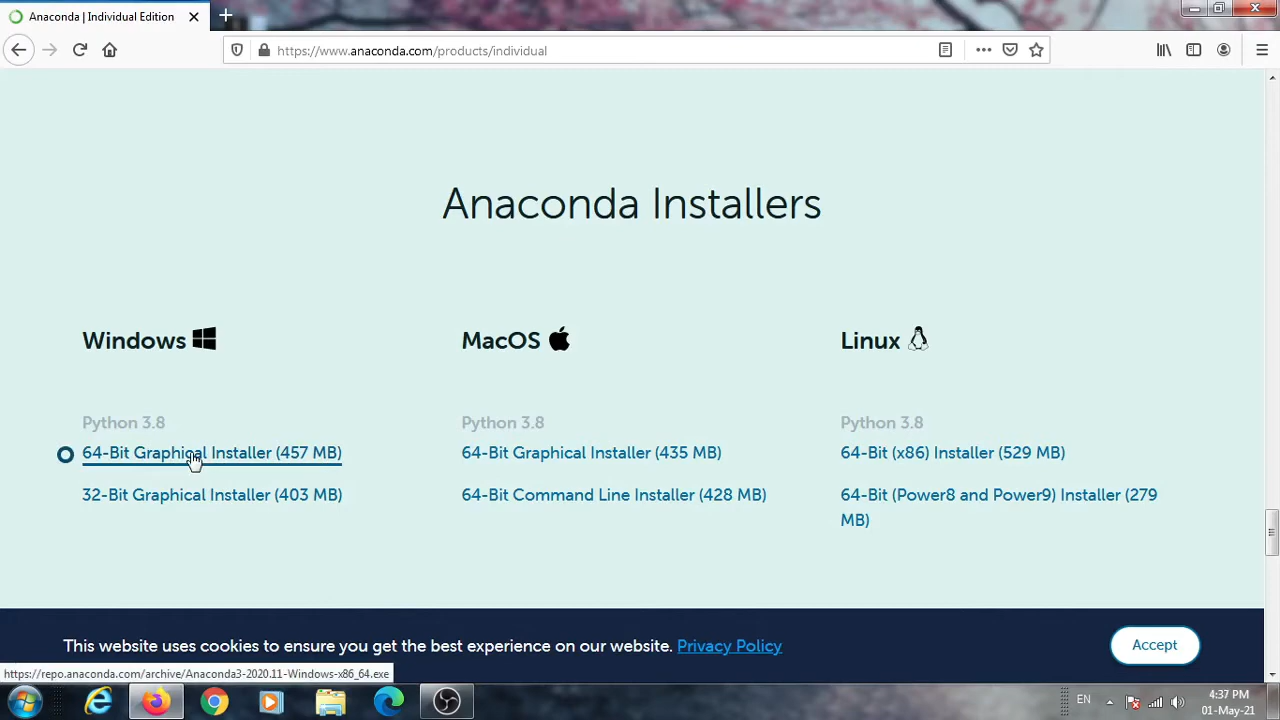 Anaconda | Individual Edition
https://www.anaconda.com/products/individual
Anaconda Installers
Windows
MacOS
Linux
Python 3.8
Python 3.8
Python 3.8
64-Bit Graphical Installer (457 MB)
64-Bit Graphical Installer (435 MB)
64-Bit (x86) Installer (529 MB)
32-Bit Graphical Installer (403 MB)
64-Bit Command Line Installer (428 MB)
64-Bit (Power8 and Power9) Installer (279
MB)
This website uses cookies to ensure you get the best experience on our website. Privacy Policy
Accept
https://repo.anaconda.com/archive/Anaconda3-2020.11-Windows-x86_64.exe
EN
4:37 PM
01-May-21